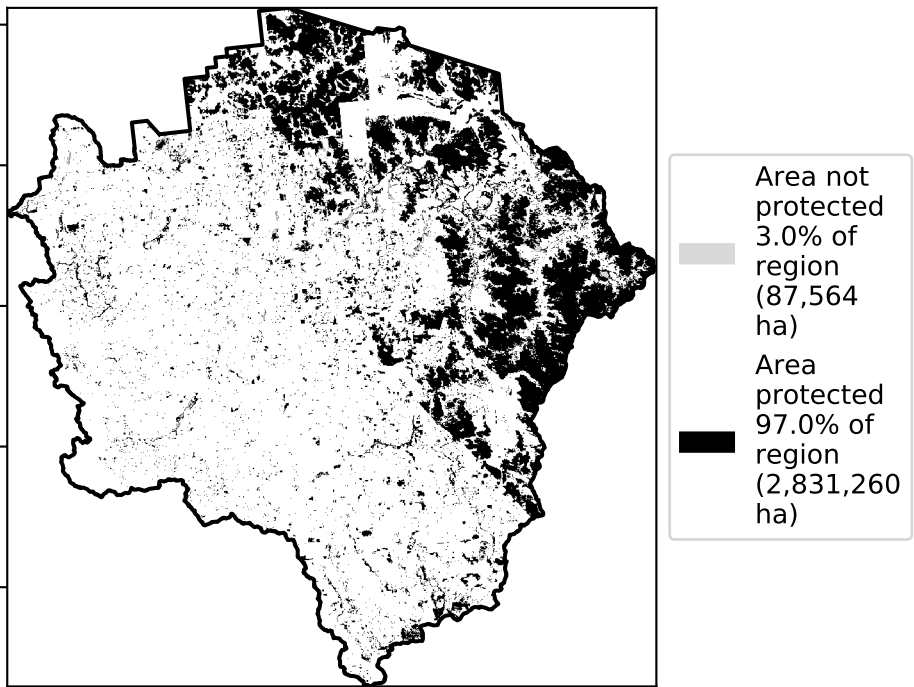 Area not
protected
3.0% of
region
(87,564
ha)
Area
protected
97.0% of
region
(2,831,260
ha)